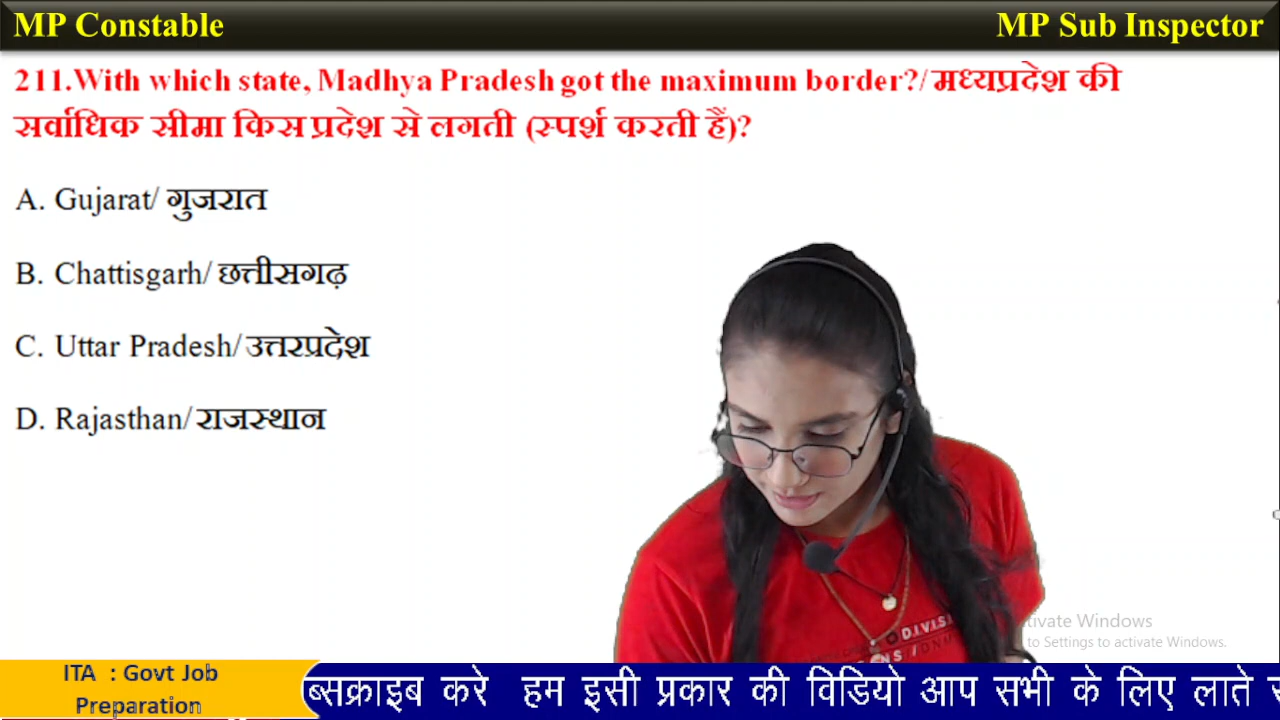 MP Constable
MP Sub Inspector
211.With which state, Madhya Pradesh got the maximum border?/मध्यप्रदेश की
सर्वाधिक सीमा किस प्रदेश से लगती (स्पर्श करती हैं)?
A. Gujarat/ गुजरात
B. Chattisgarh/ छत्तीसगढ़
C. Uttar Pradesh/ उत्तरप्रदेश
D. Rajasthan/ राजस्थान
tivate Windows
to Settings to activate Windows.
ITA : Govt Job
Preparation
ब्सक्राइब करे हम इसी प्रकार की विडियो आप सभी के लिए लाते